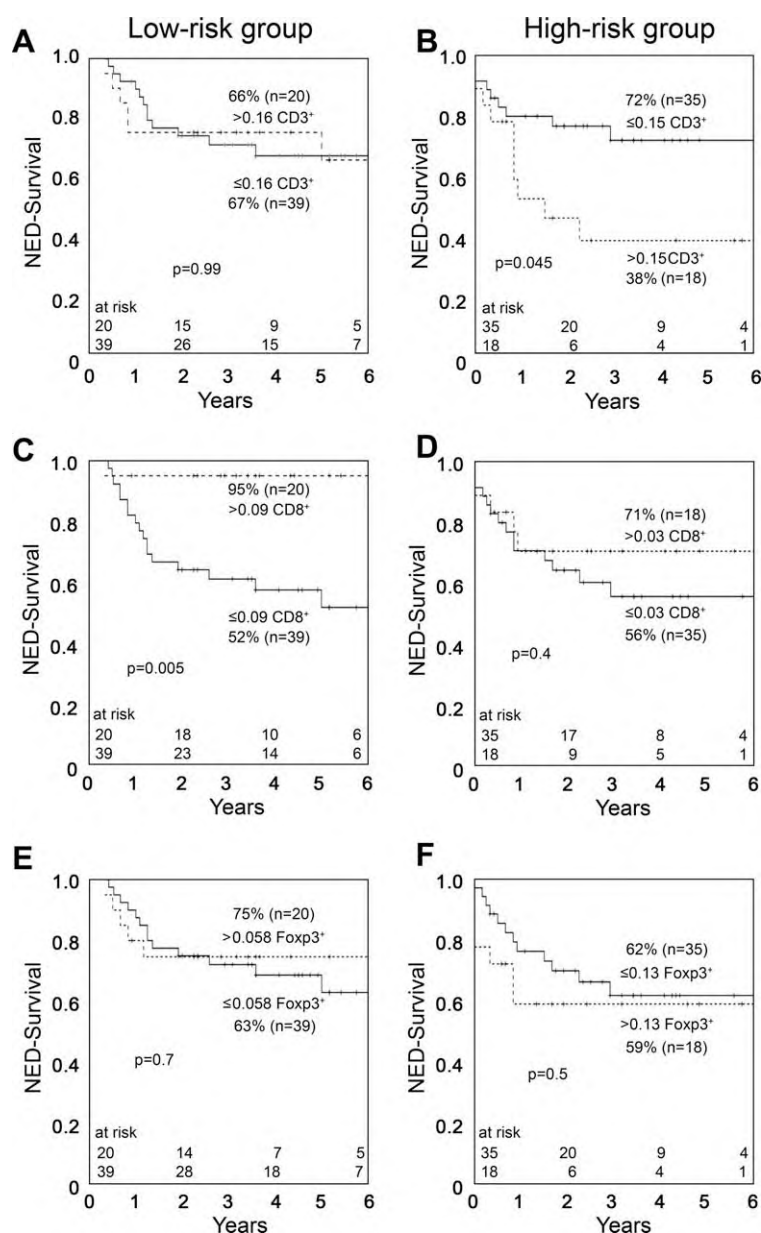 Low-risk group
High-risk group
A
1.0
0.8
0.6
0.4
0.2
0
NED-Survival
66% (n=20)
>0.16 CD3⁺
≤0.16 CD3⁺
67% (n=39)
p=0.99
at risk
20 15 9 5
39 26 15 7
0 1 2 3 4 5 6
Years
B
1.0
0.8
0.6
0.4
0.2
0
NED-Survival
72% (n=35)
≤0.15 CD3⁺
>0.15CD3⁺
38% (n=18)
p=0.045
at risk
35 20 9 4
18 6 4 1
0 1 2 3 4 5 6
Years
C
1.0
0.8
0.6
0.4
0.2
0
NED-Survival
95% (n=20)
>0.09 CD8⁺
≤0.09 CD8⁺
52% (n=39)
p=0.005
at risk
20 18 10 6
39 23 14 6
0 1 2 3 4 5 6
Years
D
1.0
0.8
0.6
0.4
0.2
0
NED-Survival
71% (n=18)
>0.03 CD8⁺
≤0.03 CD8⁺
56% (n=35)
p=0.4
at risk
35 17 8 4
18 9 5 1
0 1 2 3 4 5 6
Years
E
1.0
0.8
0.6
0.4
0.2
0
NED-Survival
75% (n=20)
>0.058 Foxp3⁺
≤0.058 Foxp3⁺
63% (n=39)
p=0.7
at risk
20 14 7 5
39 28 18 7
0 1 2 3 4 5 6
Years
F
1.0
0.8
0.6
0.4
0.2
0
NED-Survival
62% (n=35)
≤0.13 Foxp3⁺
>0.13 Foxp3⁺
59% (n=18)
p=0.5
at risk
35 20 9 4
18 6 4 1
0 1 2 3 4 5 6
Years